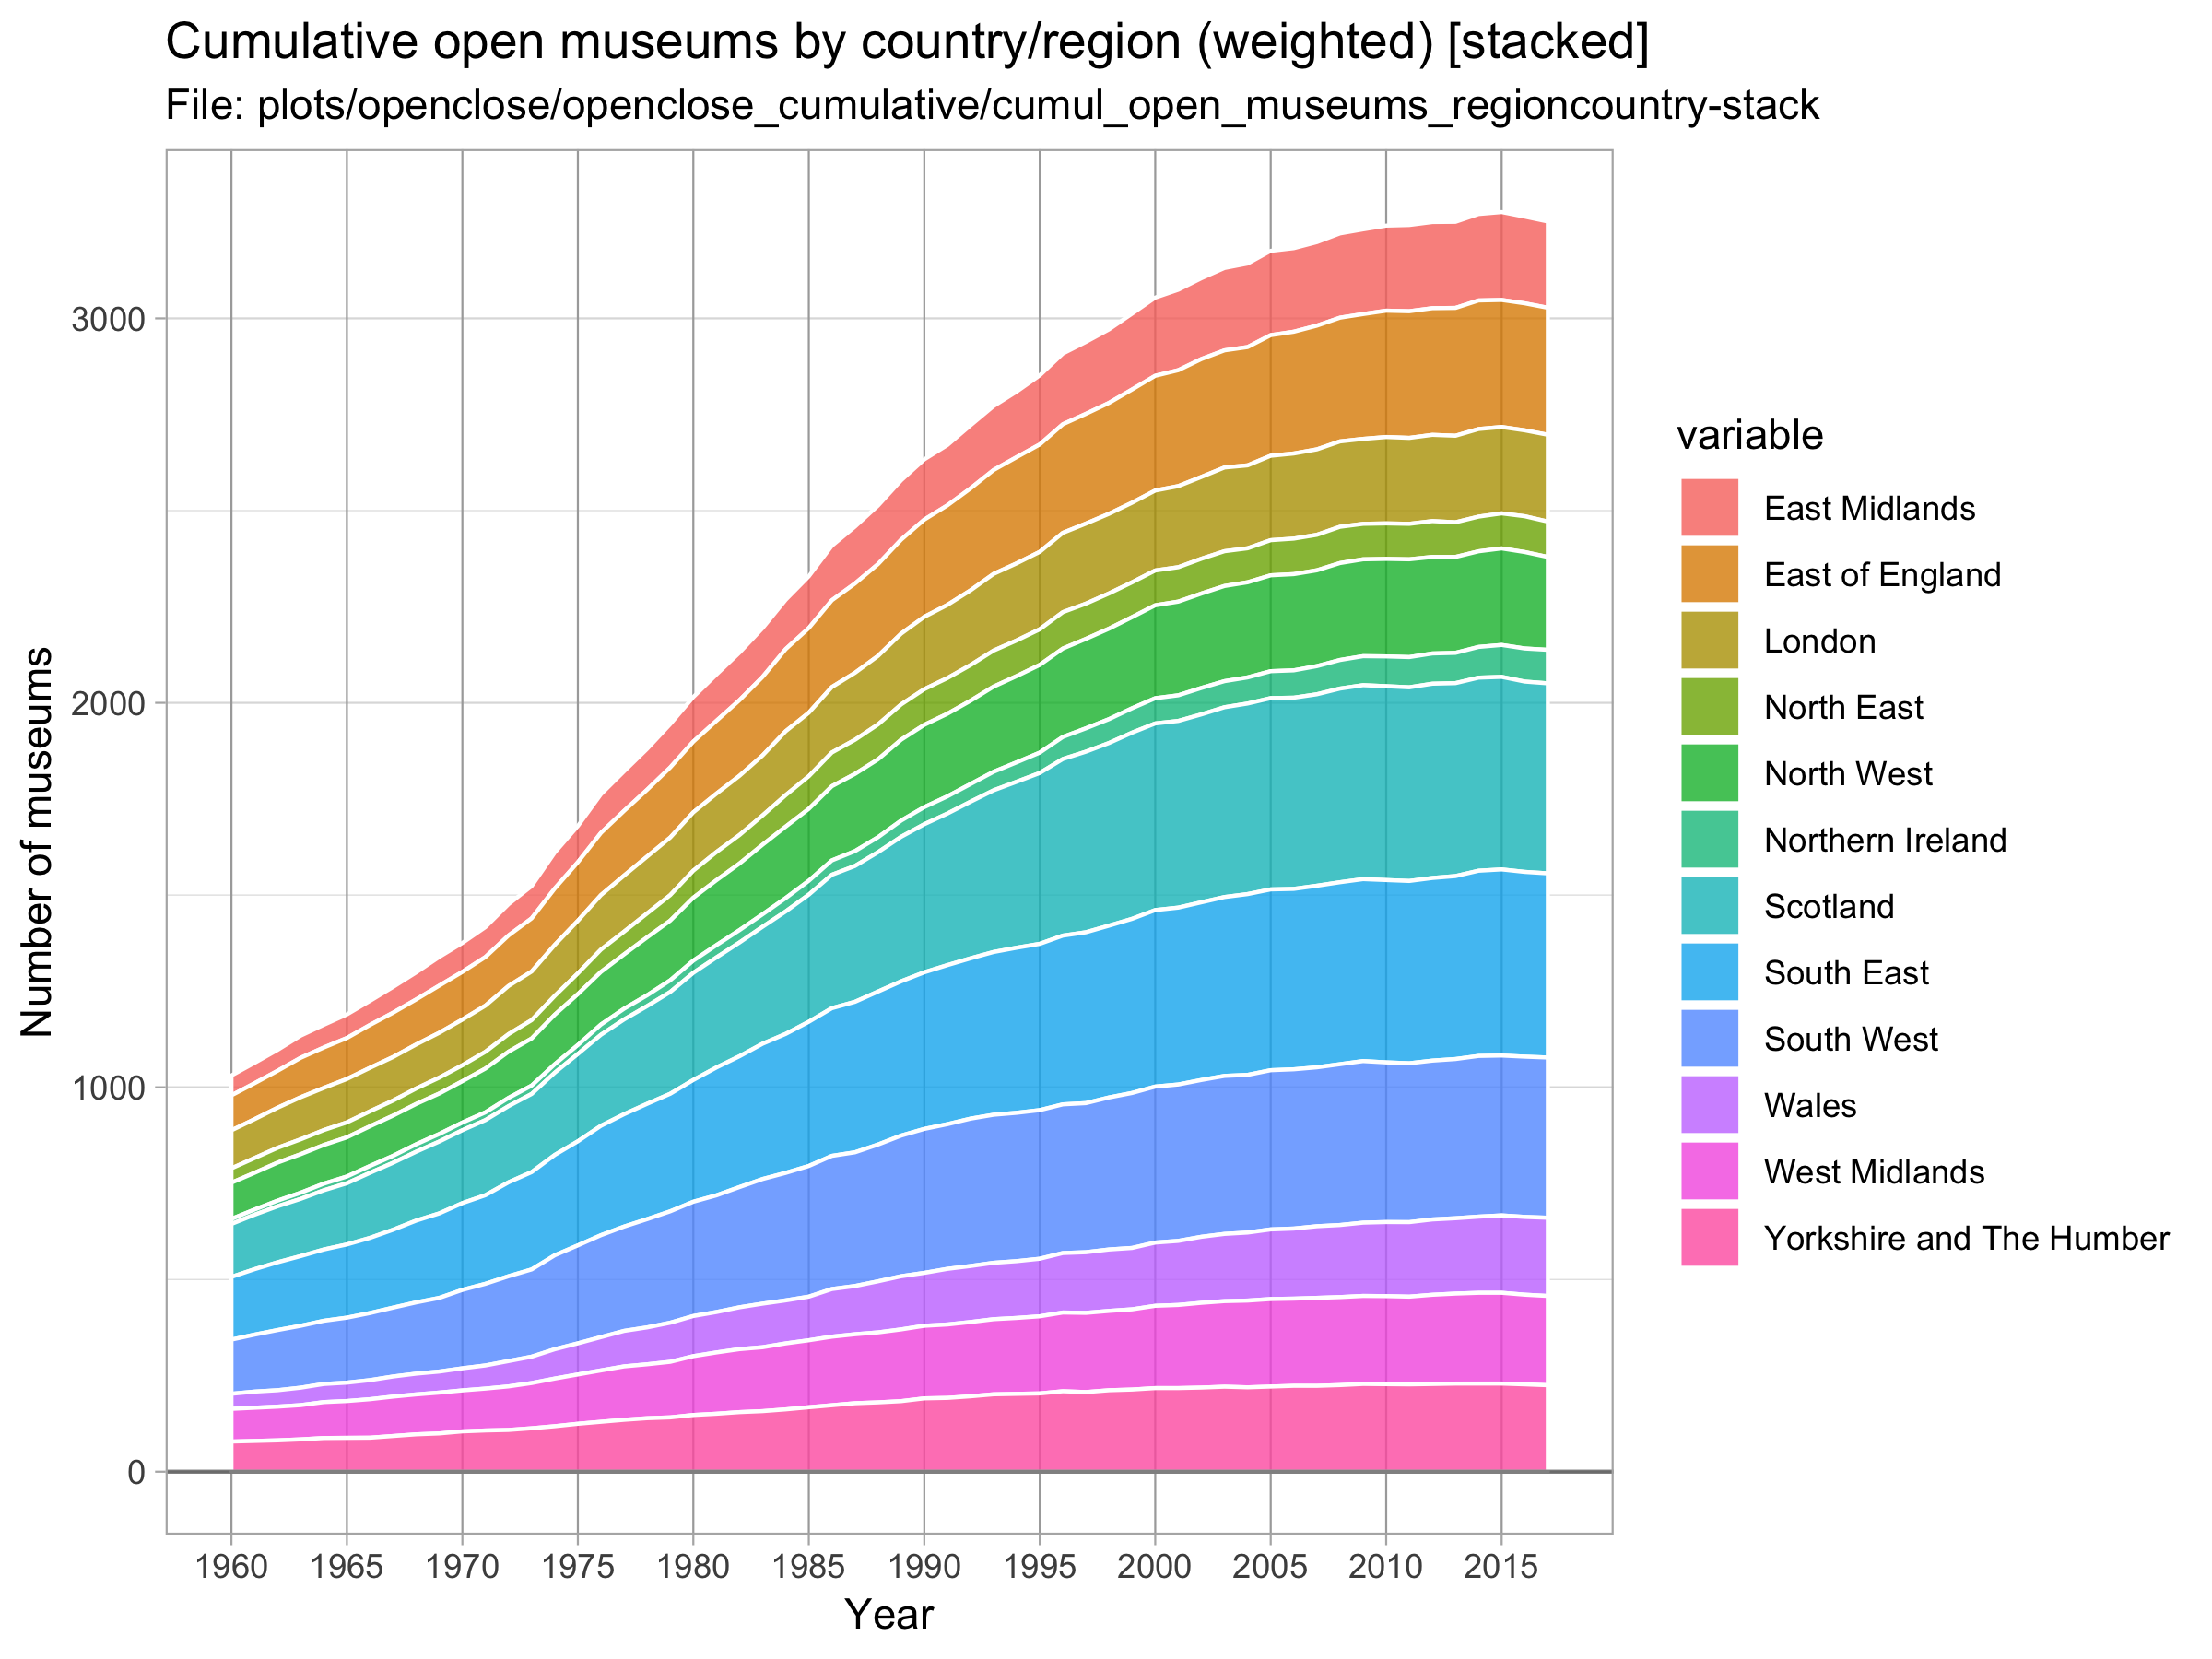 Cumulative open museums by country/region (weighted) [stacked]
File: plots/openclose/openclose_cumulative/cumul_open_museums_regioncountry-stack
Number of museums
3000
2000
1000
0
1960 1965 1970 1975 1980 1985 1990 1995 2000 2005 2010 2015
Year
variable
East Midlands
East of England
London
North East
North West
Northern Ireland
Scotland
South East
South West
Wales
West Midlands
Yorkshire and The Humber